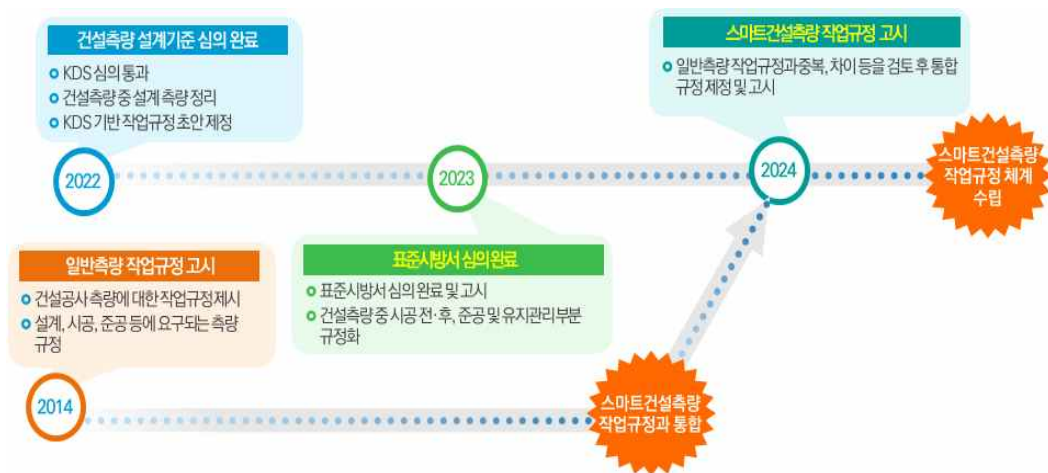 건설측량 설계기준 심의 완료
KDS 심의 통과
건설측량 중 설계 측량 정리
KDS 기반 작업규정 초안 제정
2022
2023
스마트건설측량 작업규정 고시
일반측량 작업규정과중복, 차이 등을 검토 후 통합
규정 제정 및 고시
2024
스마트건설측량
작업규정 체계
수립
일반측량 작업규정 고시
건설공사 측량에 대한 작업규정 제시
설계, 시공, 준공 등에 요구되는 측량
규정
2014
표준시방서 심의 완료
표준시방서 심의 완료 및 고시
건설측량 중 시공 전·후, 준공 및 유지관리 부분
규정화
스마트건설측량
작업규정과 통합